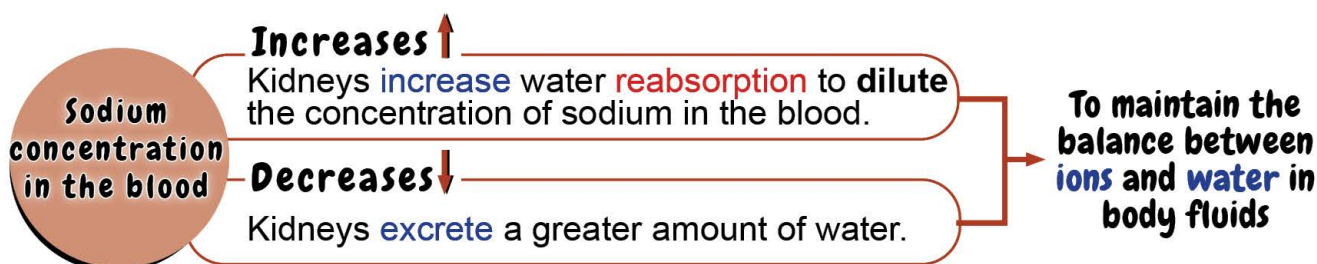 Sodium
concentration
in the blood
Increases
Kidneys increase water reabsorption to dilute
the concentration of sodium in the blood.
Decreases
Kidneys excrete a greater amount of water.
To maintain the
balance between
ions and water in
body fluids